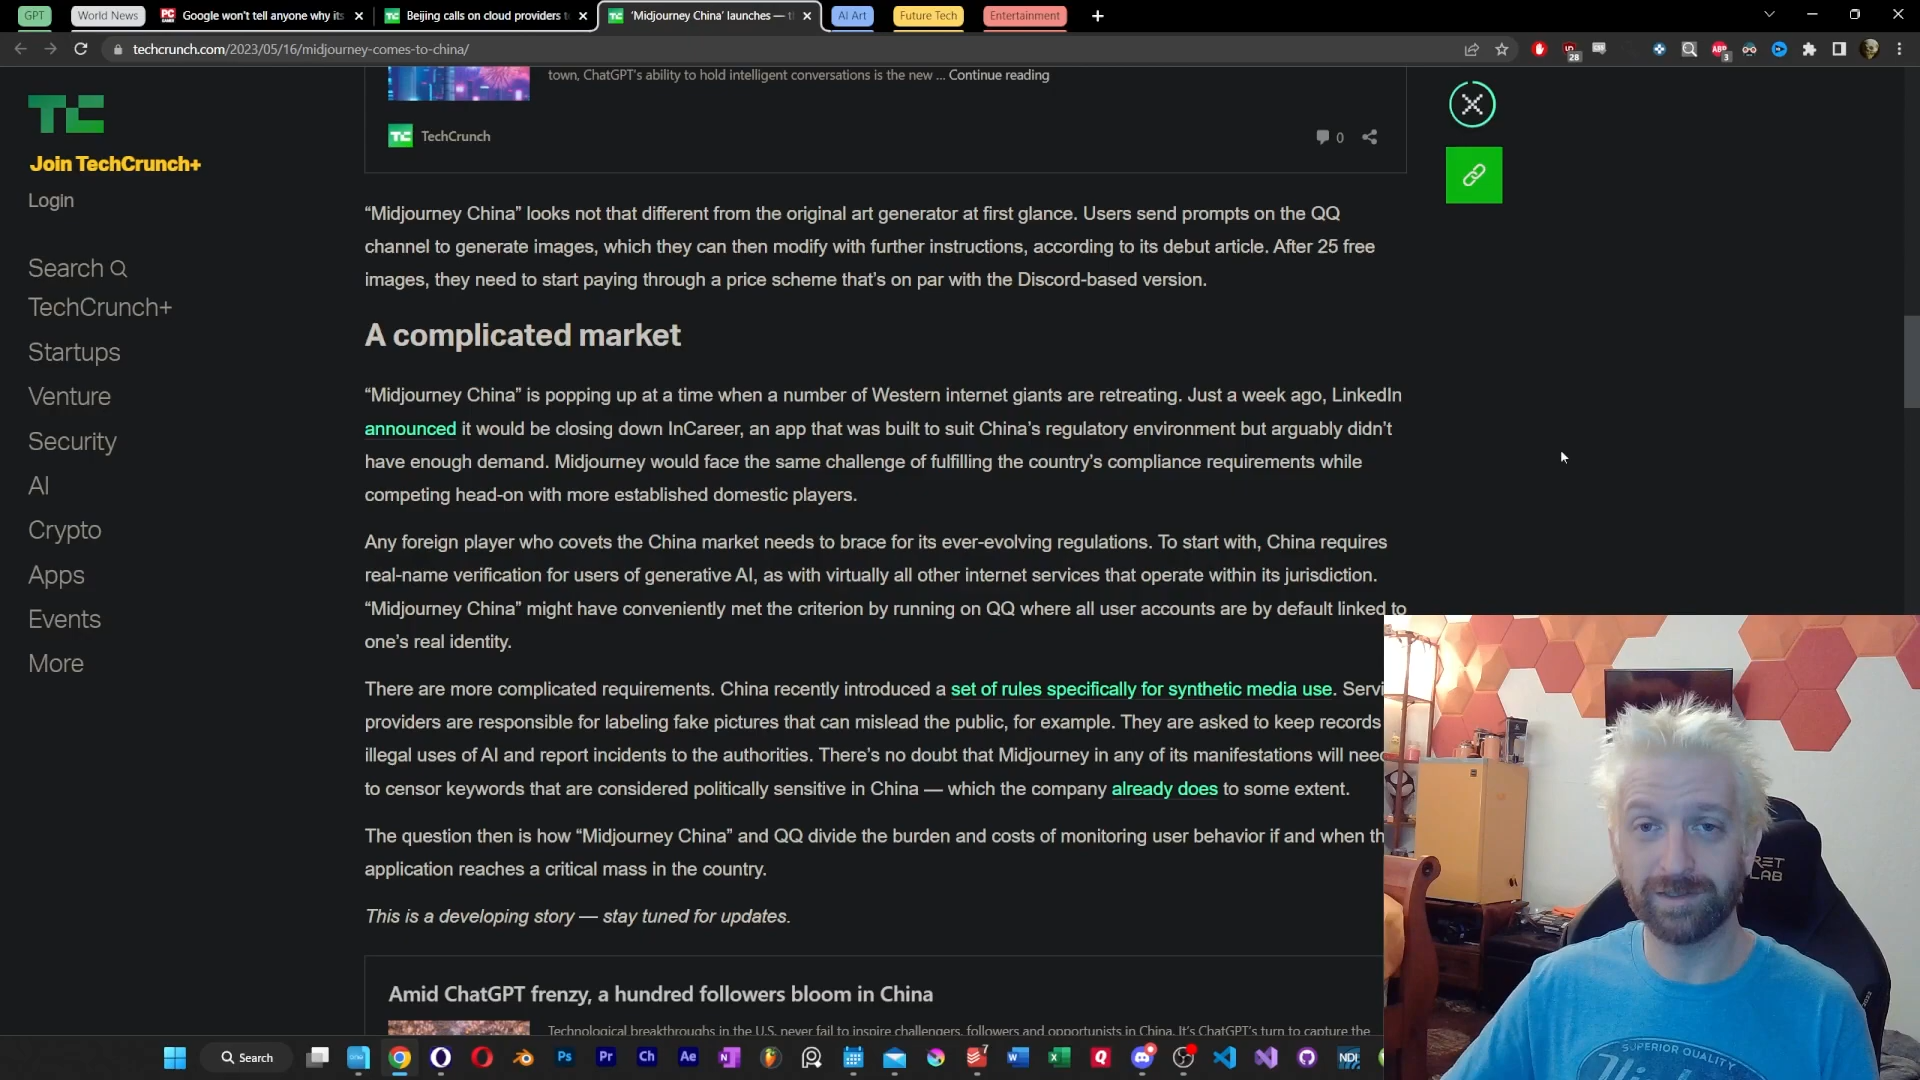 GPT
World News
Google won't tell anyone why its
Beijing calls on cloud providers t
'Midjourney China' launches — t
AI Art
Future Tech
Entertainment
techcrunch.com/2023/05/16/midjourney-comes-to-china/
28
ABP
3
TC
Join TechCrunch+
Login
Search
TechCrunch+
Startups
Venture
Security
AI
Crypto
Apps
Events
More
town, ChatGPT's ability to hold intelligent conversations is the new ... Continue reading
TechCrunch
0
“Midjourney China” looks not that different from the original art generator at first glance. Users send prompts on the QQ
channel to generate images, which they can then modify with further instructions, according to its debut article. After 25 free
images, they need to start paying through a price scheme that’s on par with the Discord-based version.
A complicated market
“Midjourney China” is popping up at a time when a number of Western internet giants are retreating. Just a week ago, LinkedIn
announced it would be closing down InCareer, an app that was built to suit China’s regulatory environment but arguably didn’t
have enough demand. Midjourney would face the same challenge of fulfilling the country’s compliance requirements while
competing head-on with more established domestic players.
Any foreign player who covets the China market needs to brace for its ever-evolving regulations. To start with, China requires
real-name verification for users of generative AI, as with virtually all other internet services that operate within its jurisdiction.
“Midjourney China” might have conveniently met the criterion by running on QQ where all user accounts are by default linked to
one’s real identity.
There are more complicated requirements. China recently introduced a set of rules specifically for synthetic media use. Servi
providers are responsible for labeling fake pictures that can mislead the public, for example. They are asked to keep records
illegal uses of AI and report incidents to the authorities. There’s no doubt that Midjourney in any of its manifestations will need
to censor keywords that are considered politically sensitive in China — which the company already does to some extent.
The question then is how “Midjourney China” and QQ divide the burden and costs of monitoring user behavior if and when th
application reaches a critical mass in the country.
This is a developing story — stay tuned for updates.
Amid ChatGPT frenzy, a hundred followers bloom in China
Technological breakthroughs in the U.S. never fail to inspire challengers, followers and opportunists in China. It's ChatGPT's turn to capture the
RET
LAB
SUPERIOR QUALITY
Search
Ps
Pr
Ch
Ae
7
NDI